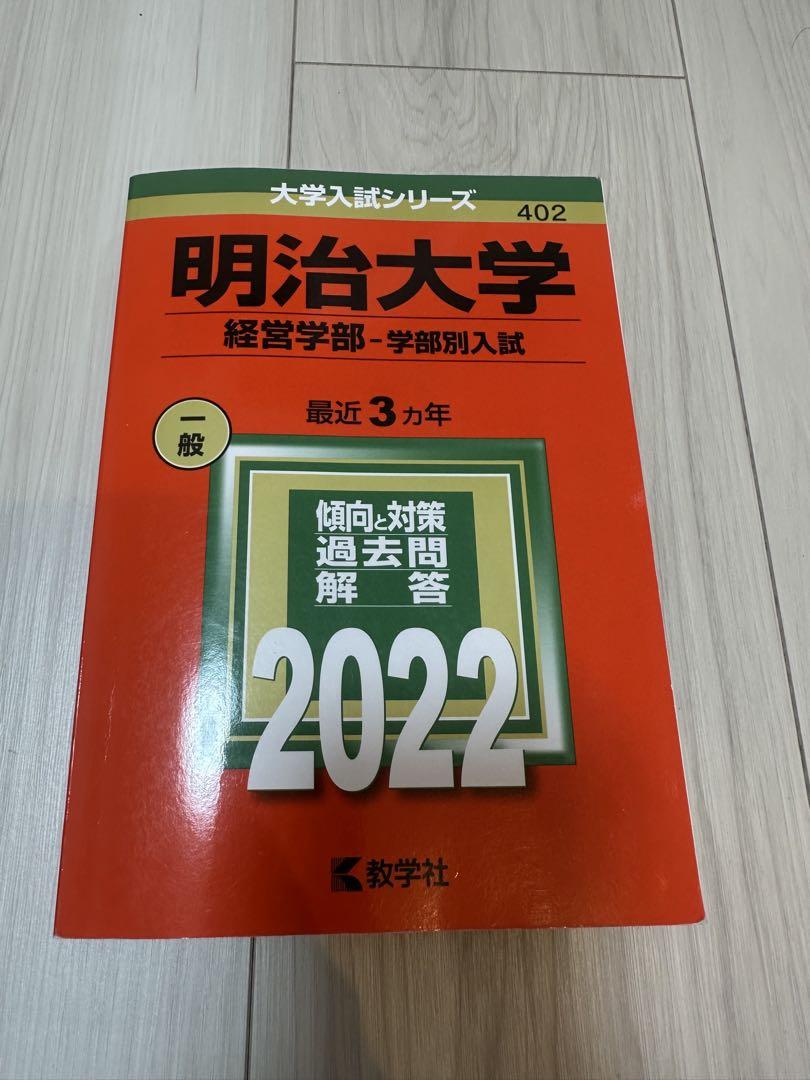 大学入試シリーズ
402
明治大学
経営学部-学部別入試
最近3ヵ年
一般
傾向と対策
過去問
解答
2022
教学社